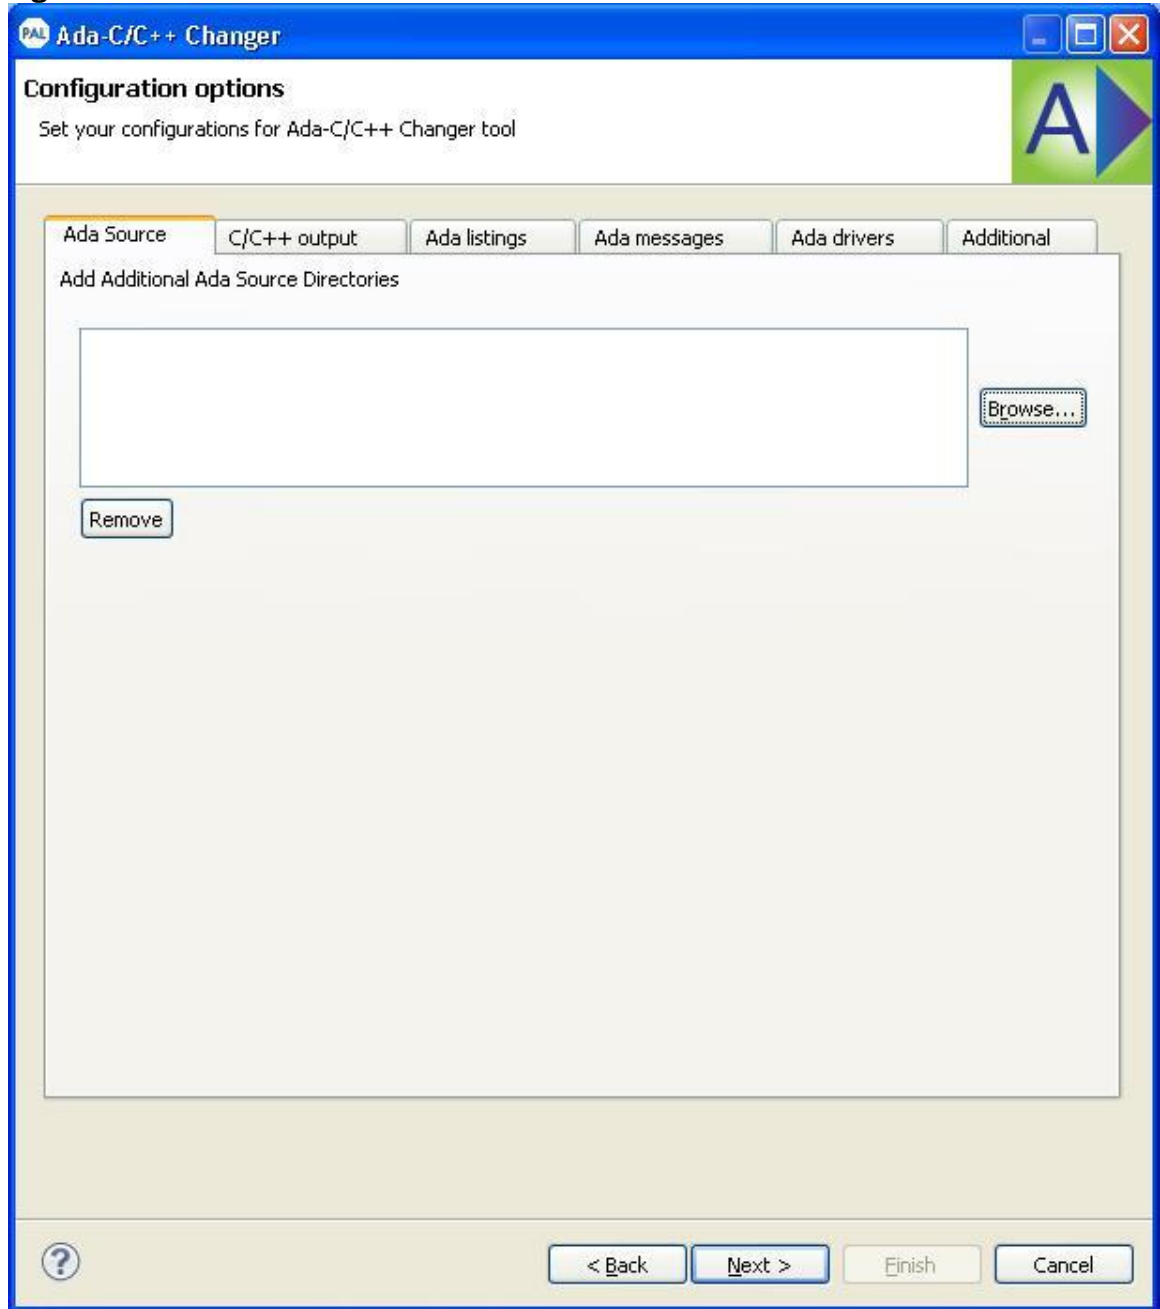 PAL Ada-C/C++ Changer
Configuration options
Set your configurations for Ada-C/C++ Changer tool
A
Ada Source C/C++ output Ada listings Ada messages Ada drivers Additional
Add Additional Ada Source Directories
Browse...
Remove
?
< Back Next > Finish Cancel